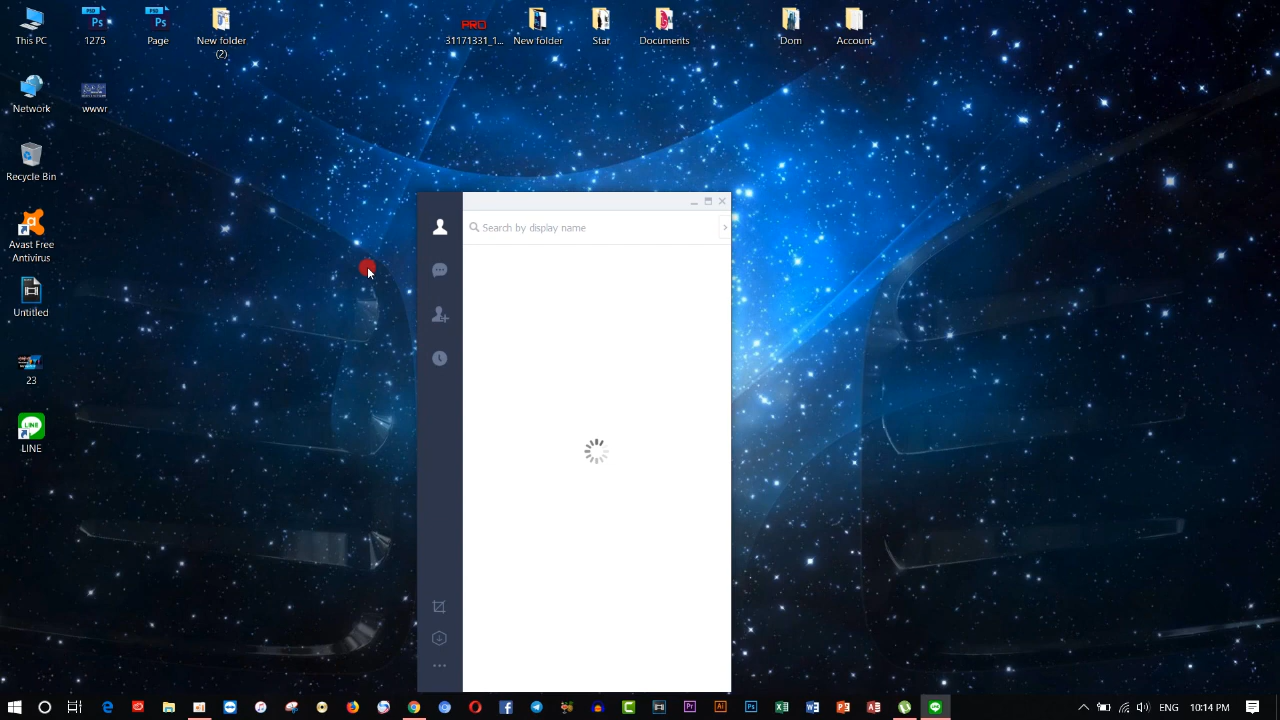 This PC
1275
Page
New folder
(2)
PRO
31171331_1...
New folder
Stat
Documents
Dom
Account
Network
wwwr
Recycle Bin
Avast Free
Antivirus
Untitled
23
LINE
Search by display name
ENG
10:14 PM